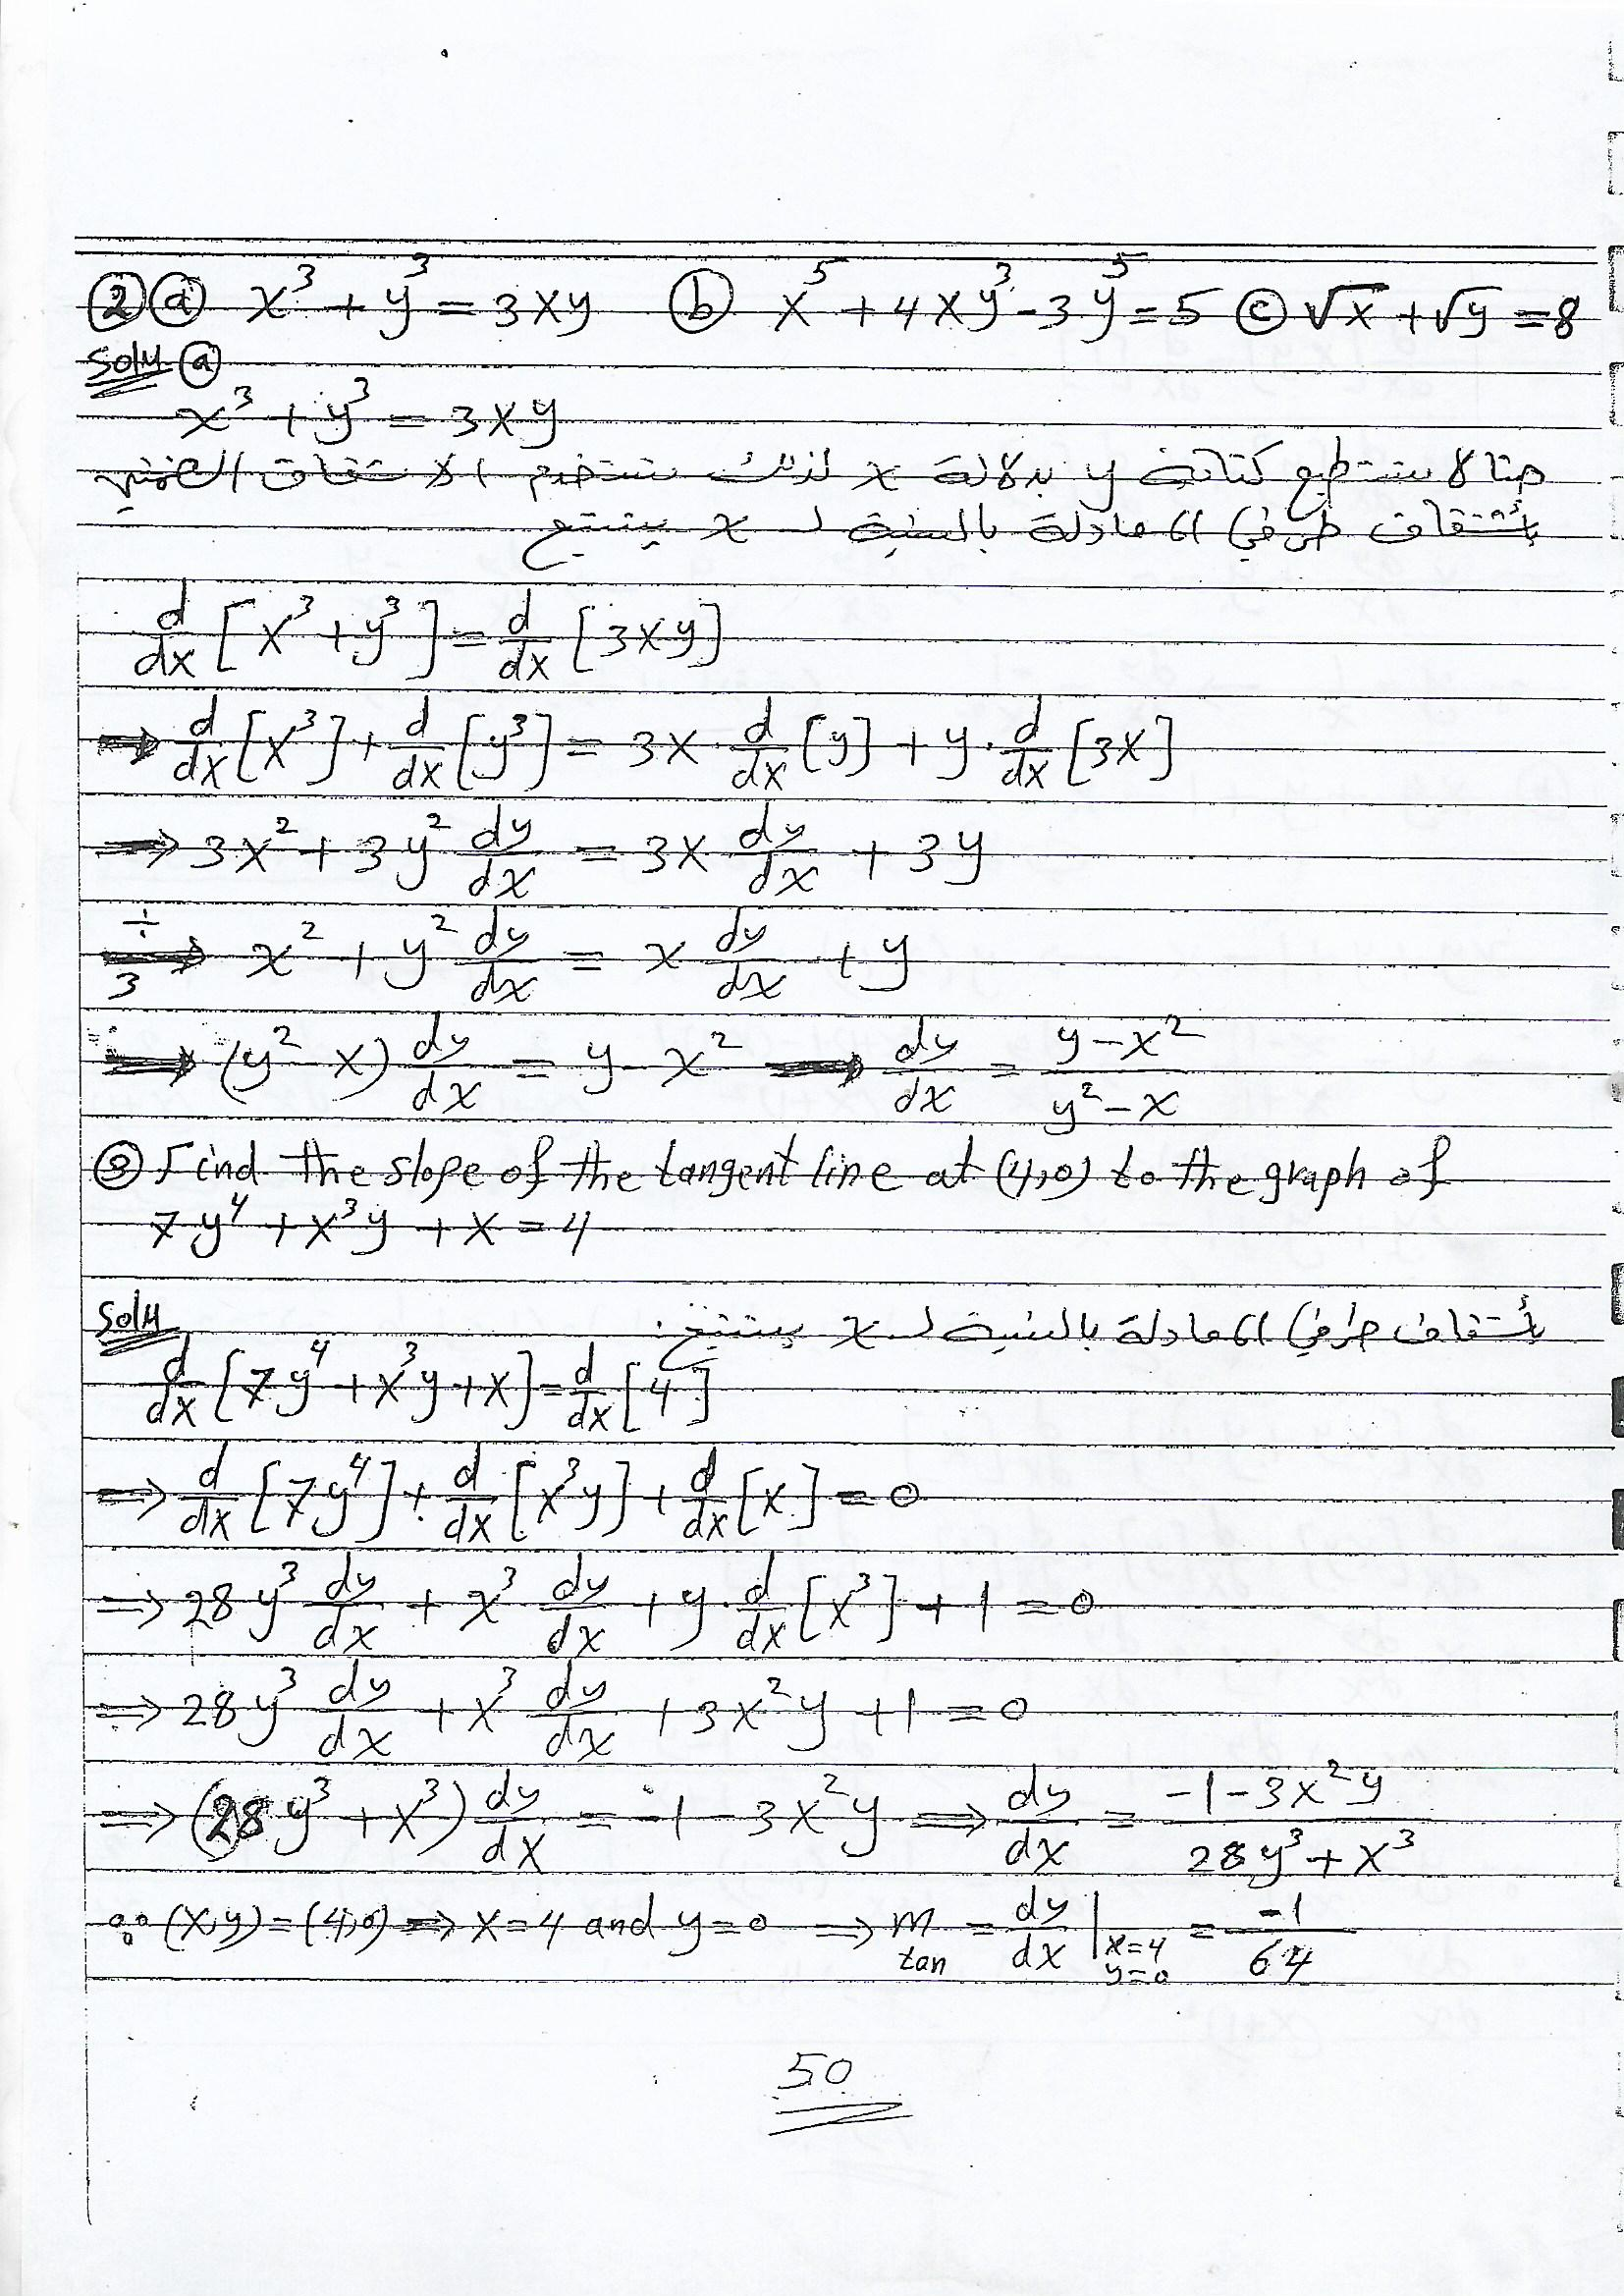 ② ⓐ x³ + y³ = 3xy ⓑ x⁵ + 4xy³ - 3y⁵ = 5 ⓒ √x + √y = 8
Soln ⓐ
x³ + y³ = 3xy
هنا لا نستطيع كتابة y بدلالة x لذلك نستخدم الاشتقاق الضمني
بأشتقاق طرفي المعادلة بالنسبة لـ x ينتج
d/dx [x³ + y³] = d/dx [3xy]
⇒ d/dx [x³] + d/dx [y³] = 3x · d/dx [y] + y · d/dx [3x]
⇒ 3x² + 3y² dy/dx = 3x dy/dx + 3y
÷3 ⇒ x² + y² dy/dx = x dy/dx + y
⇒ (y² - x) dy/dx = y - x² ⇒ dy/dx = (y - x²)/(y² - x)
③ Find the slope of the tangent line at (4,0) to the graph of
7y⁴ + x³y + x = 4
Soln بأشتقاق طرفي المعادلة بالنسبة لـ x ينتج.
d/dx [7y⁴ + x³y + x] = d/dx [4]
⇒ d/dx [7y⁴] + d/dx [x³y] + d/dx [x] = 0
⇒ 28y³ dy/dx + x³ dy/dx + y · d/dx [x³] + 1 = 0
⇒ 28y³ dy/dx + x³ dy/dx + 3x²y + 1 = 0
⇒ (28y³ + x³) dy/dx = -1 - 3x²y ⇒ dy/dx = (-1 - 3x²y)/(28y³ + x³)
∵ (x,y) = (4,0) ⇒ x = 4 and y = 0 ⇒ m tan = dy/dx | x=4 y=0 = -1/64
50